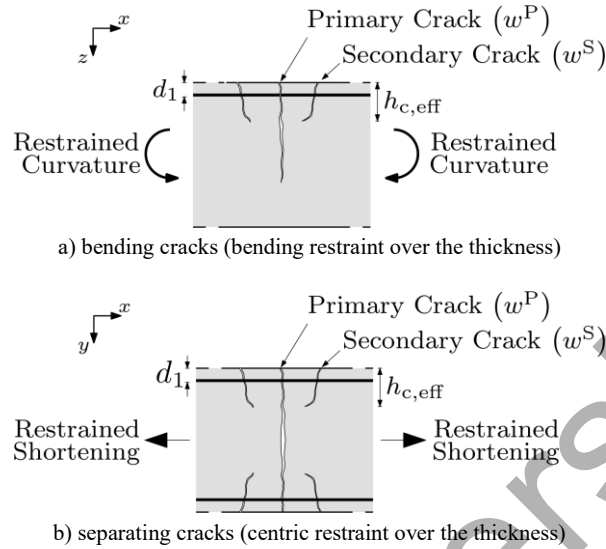 x
z
Primary Crack (w^P)
Secondary Crack (w^S)
d_1
h_c,eff
Restrained
Curvature
Restrained
Curvature
a) bending cracks (bending restraint over the thickness)
x
y
Primary Crack (w^P)
Secondary Crack (w^S)
d_1
h_c,eff
Restrained
Shortening
Restrained
Shortening
b) separating cracks (centric restraint over the thickness)